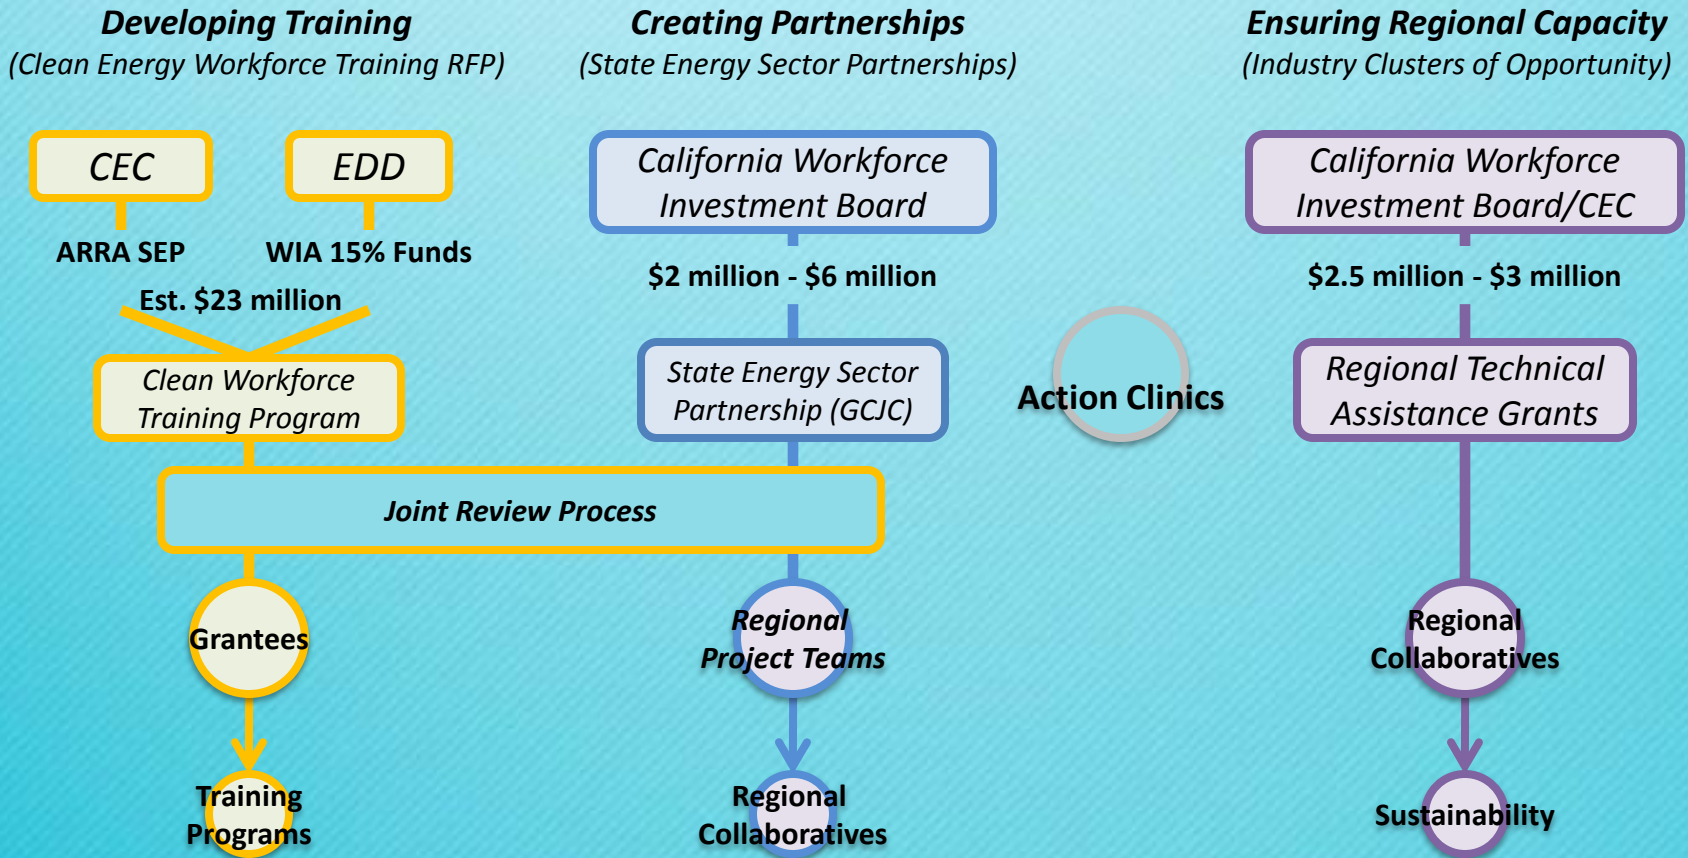 Developing Training
(Clean Energy Workforce Training RFP)
CEC
EDD
ARRA SEP
WIA 15% Funds
Est. $23 million
Clean Workforce
Training Program
Creating Partnerships
(State Energy Sector Partnerships)
California Workforce
Investment Board
$2 million - $6 million
State Energy Sector
Partnership (GCJC)
Joint Review Process
Grantees
Training
Programs
Regional
Project Teams
Regional
Collaboratives
Action Clinics
Ensuring Regional Capacity
(Industry Clusters of Opportunity)
California Workforce
Investment Board/CEC
$2.5 million - $3 million
Regional Technical
Assistance Grants
Regional
Collaboratives
Sustainability